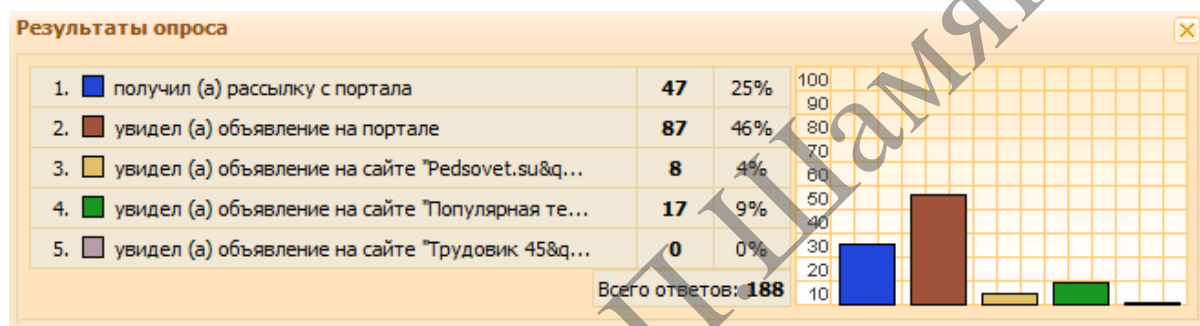 Результаты опроса
1. получил (а) рассылку с портала 47 25%
2. увидел (а) объявление на портале 87 46%
3. увидел (а) объявление на сайте "Pedsovet.su&q... 8 4%
4. увидел (а) объявление на сайте "Популярная те... 17 9%
5. увидел (а) объявление на сайте "Трудовик 45&q... 0 0%
Всего ответов: 188
100
90
80
70
60
50
40
30
20
10